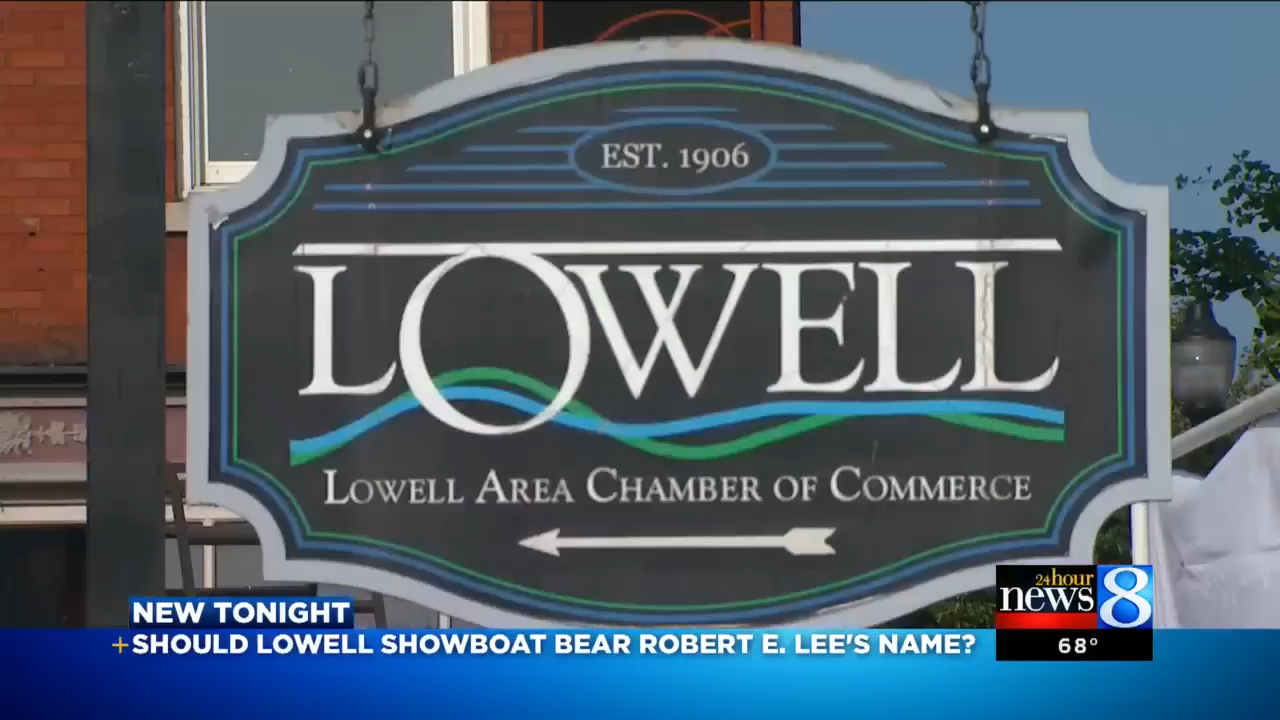 EST. 1906
LOWELL
LOWELL AREA CHAMBER OF COMMERCE
NEW TONIGHT
+SHOULD LOWELL SHOWBOAT BEAR ROBERT E. LEE'S NAME?
24hour
news 8
68°